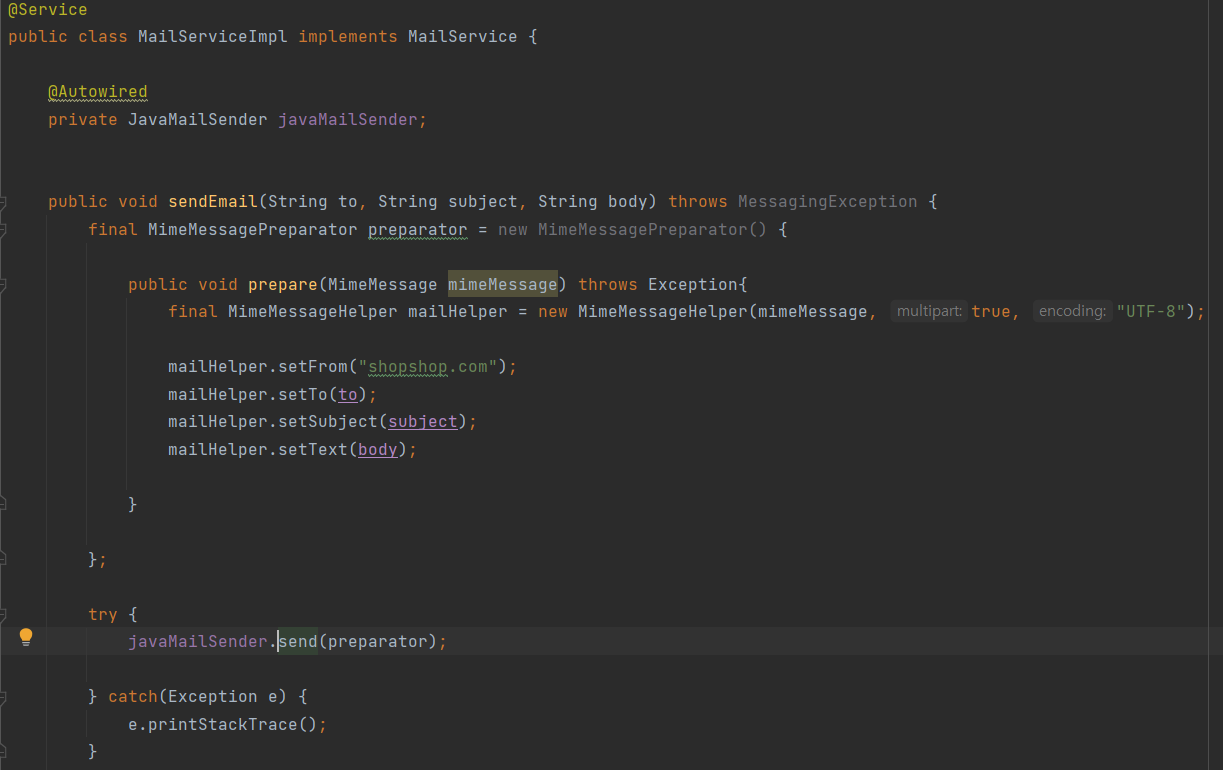 @Service
public class MailServiceImpl implements MailService {
@Autowired
private JavaMailSender javaMailSender;
public void sendEmail(String to, String subject, String body) throws MessagingException {
final MimeMessagePreparator preparator = new MimeMessagePreparator() {
public void prepare(MimeMessage mimeMessage) throws Exception{
final MimeMessageHelper mailHelper = new MimeMessageHelper(mimeMessage, multipart: true, encoding: "UTF-8");
mailHelper.setFrom("shopshop.com");
mailHelper.setTo(to);
mailHelper.setSubject(subject);
mailHelper.setText(body);
}
};
try {
javaMailSender.send(preparator);
} catch(Exception e) {
e.printStackTrace();
}